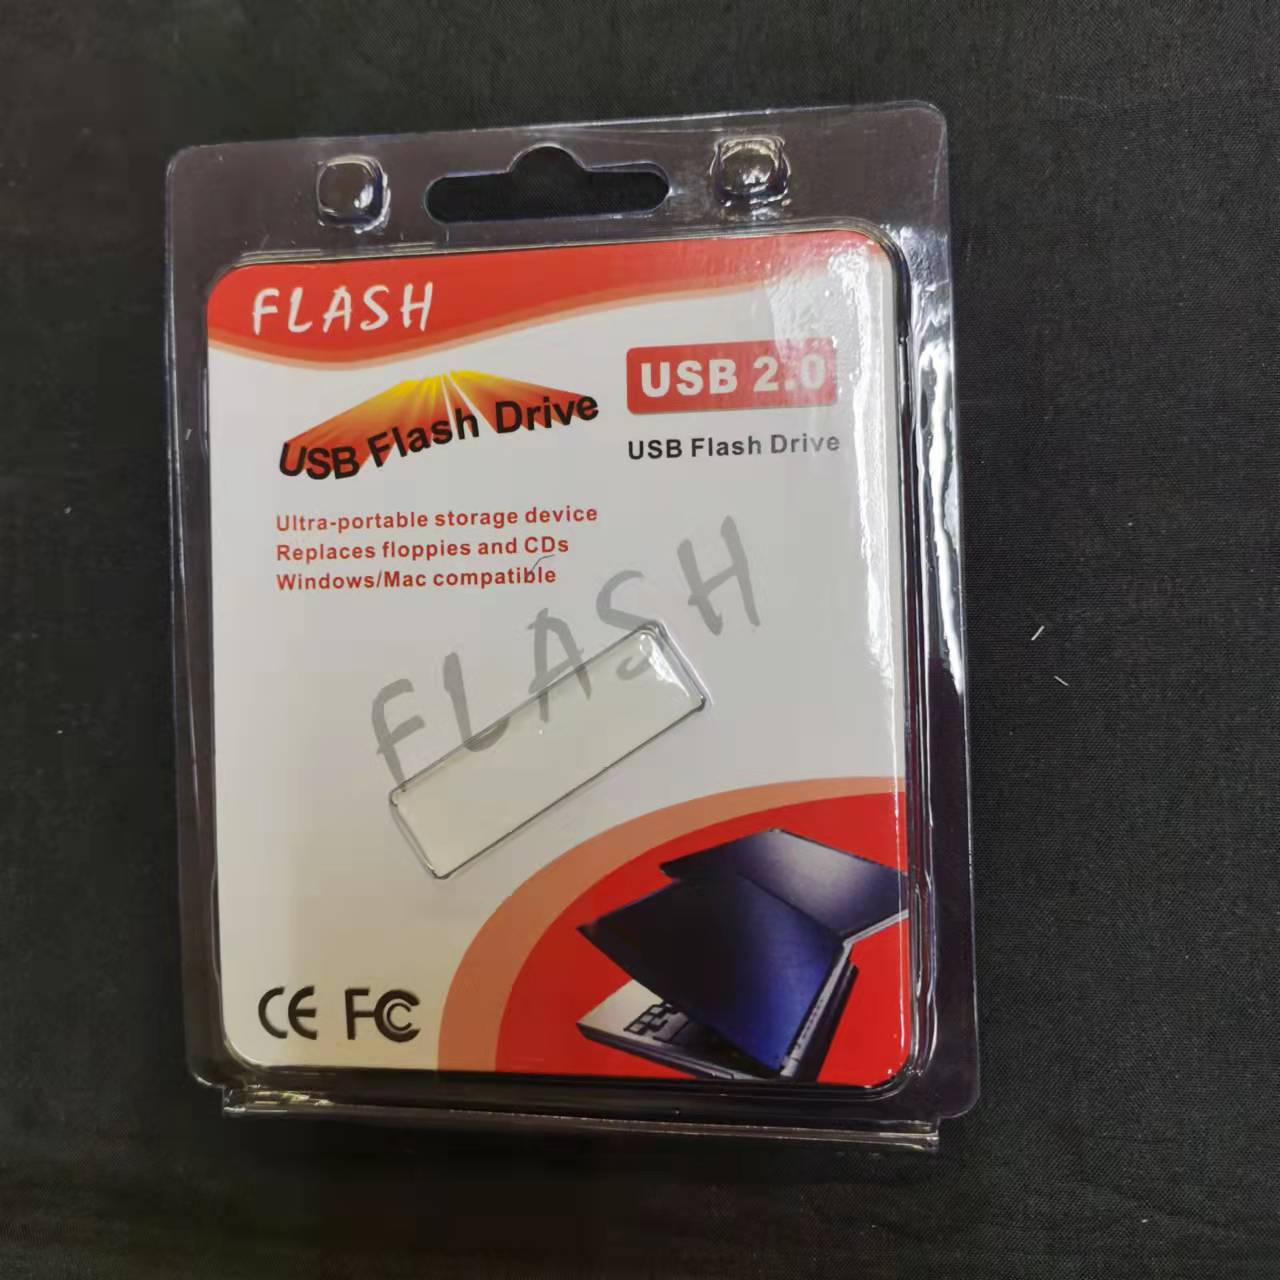 FLASH
USB Flash Drive
USB 2.0
USB Flash Drive
Ultra-portable storage device
Replaces floppies and CDs
Windows/Mac compatible
FLASH
CE FC